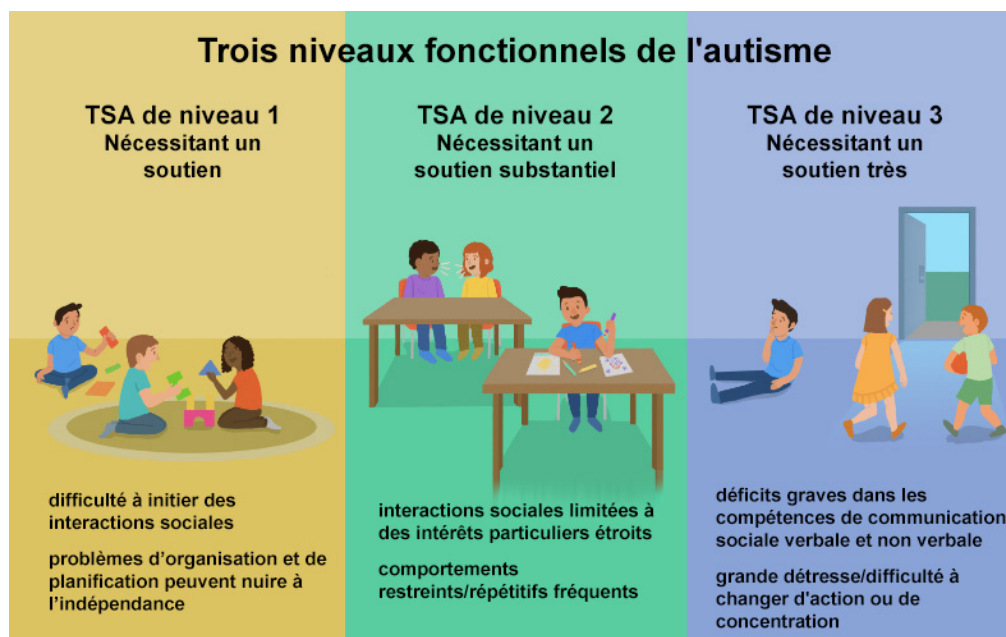 Trois niveaux fonctionnels de l'autisme
TSA de niveau 1
Nécessitant un
soutien
difficulté à initier des
interactions sociales
problèmes d’organisation et de
planification peuvent nuire à
l’indépendance
TSA de niveau 2
Nécessitant un
soutien substantiel
interactions sociales limitées à
des intérêts particuliers étroits
comportements
restreints/répétitifs fréquents
TSA de niveau 3
Nécessitant un
soutien très
déficits graves dans les
compétences de communication
sociale verbale et non verbale
grande détresse/difficulté à
changer d'action ou de
concentration